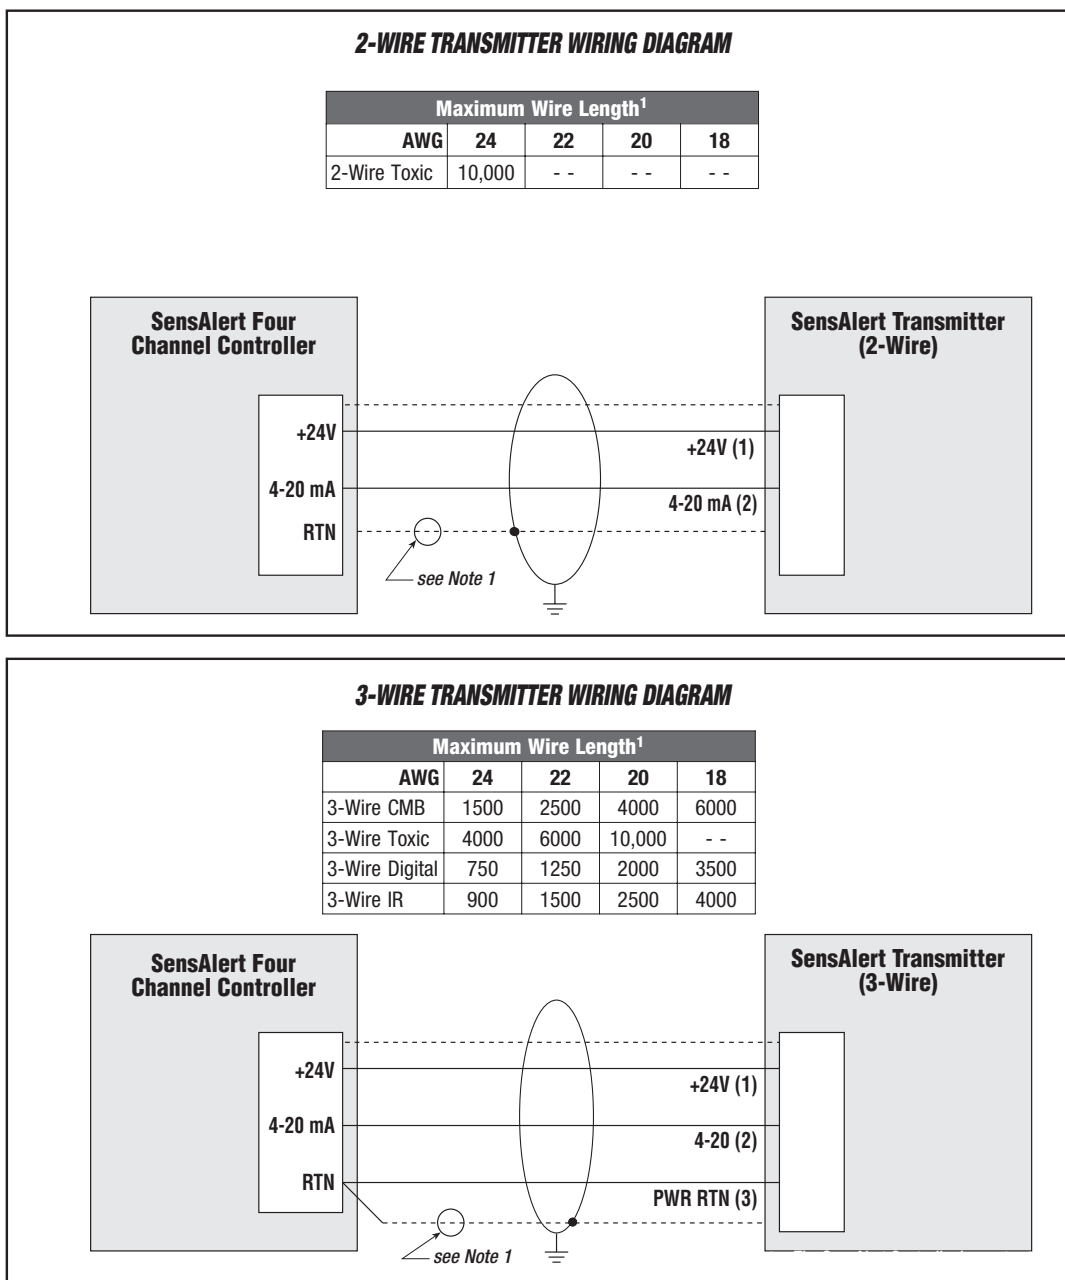 2-WIRE TRANSMITTER WIRING DIAGRAM
Maximum Wire Length1
AWG 24 22 20 18
2-Wire Toxic 10,000 - - - - - -
SensAlert Four
Channel Controller
SensAlert Transmitter
(2-Wire)
+24V
+24V (1)
4-20 mA
4-20 mA (2)
RTN
see Note 1
3-WIRE TRANSMITTER WIRING DIAGRAM
Maximum Wire Length1
AWG 24 22 20 18
3-Wire CMB 1500 2500 4000 6000
3-Wire Toxic 4000 6000 10,000 - -
3-Wire Digital 750 1250 2000 3500
3-Wire IR 900 1500 2500 4000
SensAlert Four
Channel Controller
SensAlert Transmitter
(3-Wire)
+24V
+24V (1)
4-20 mA
4-20 (2)
RTN
PWR RTN (3)
see Note 1